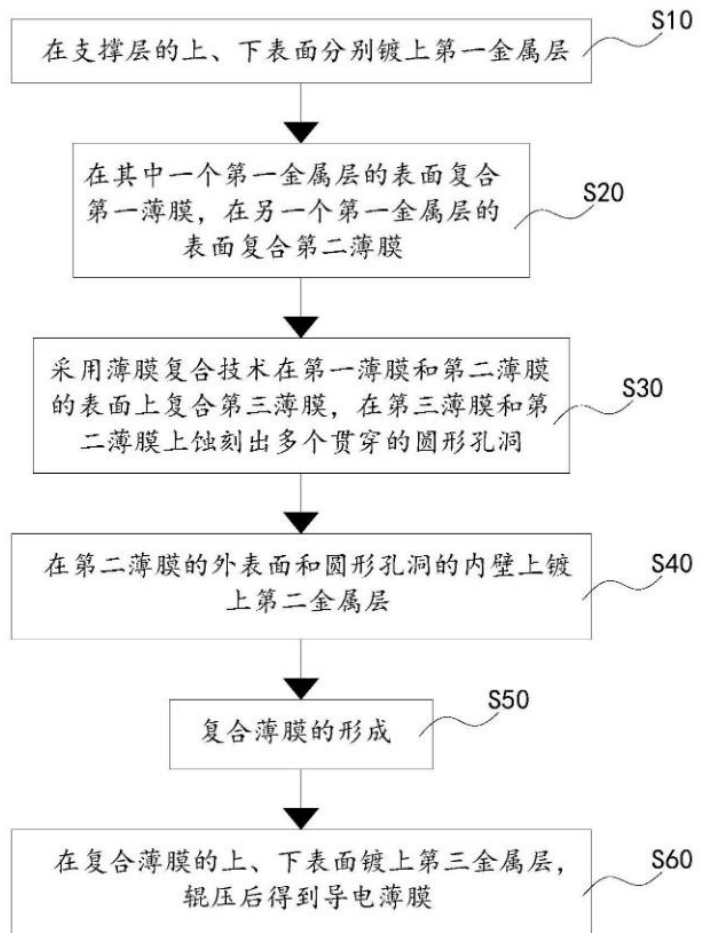 S10
在支撑层的上、下表面分别镀上第一金属层
在其中一个第一金属层的表面复合
第一薄膜，在另一个第一金属层的
表面复合第二薄膜
S20
采用薄膜复合技术在第一薄膜和第二薄膜
的表面上复合第三薄膜，在第三薄膜和第
二薄膜上蚀刻出多个贯穿的圆形孔洞
S30
在第二薄膜的外表面和圆形孔洞的内壁上镀
上第二金属层
S40
S50
复合薄膜的形成
在复合薄膜的上、下表面镀上第三金属层，
辊压后得到导电薄膜
S60